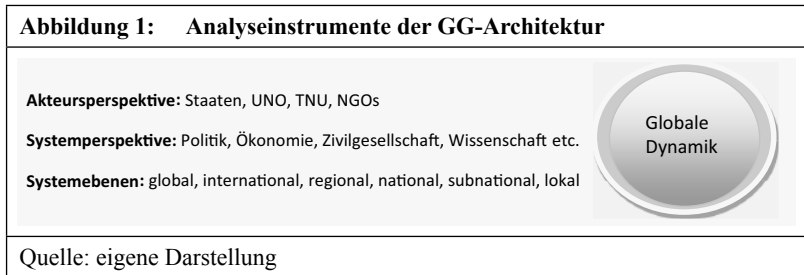 Abbildung 1: Analyseinstrumente der GG-Architektur
Akteursperspektive: Staaten, UNO, TNU, NGOs
Systemperspektive: Politik, Ökonomie, Zivilgesellschaft, Wissenschaft etc.
Systemebenen: global, international, regional, national, subnational, lokal
Globale
Dynamik
Quelle: eigene Darstellung